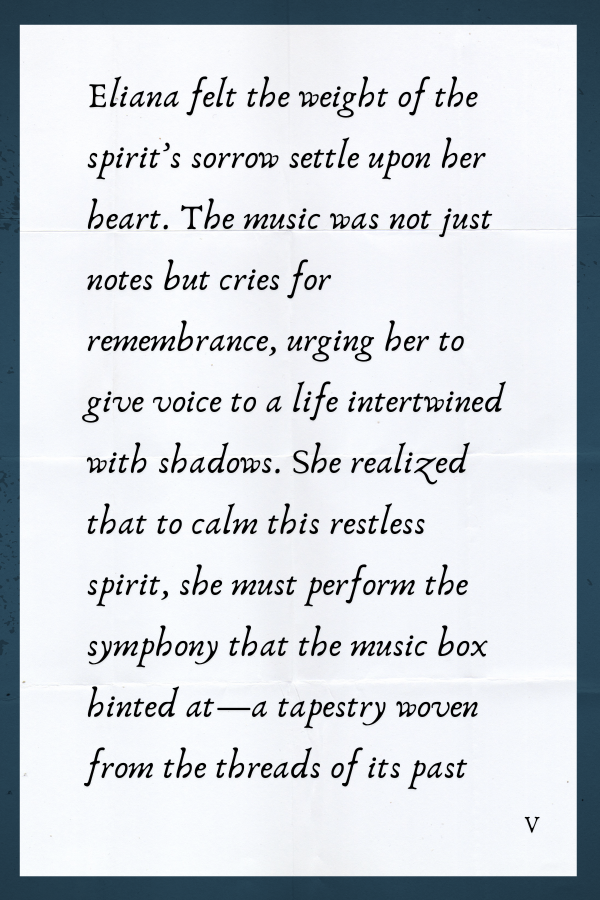 Eliana felt the weight of the
spirit’s sorrow settle upon her
heart. The music was not just
notes but cries for
remembrance, urging her to
give voice to a life intertwined
with shadows. She realized
that to calm this restless
spirit, she must perform the
symphony that the music box
hinted at—a tapestry woven
from the threads of its past
V